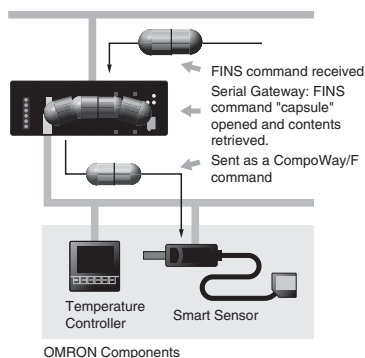 FINS command received
Serial Gateway: FINS
command "capsule"
opened and contents
retrieved.
Sent as a CompoWay/F
command
Temperature
Controller
Smart Sensor
OMRON Components